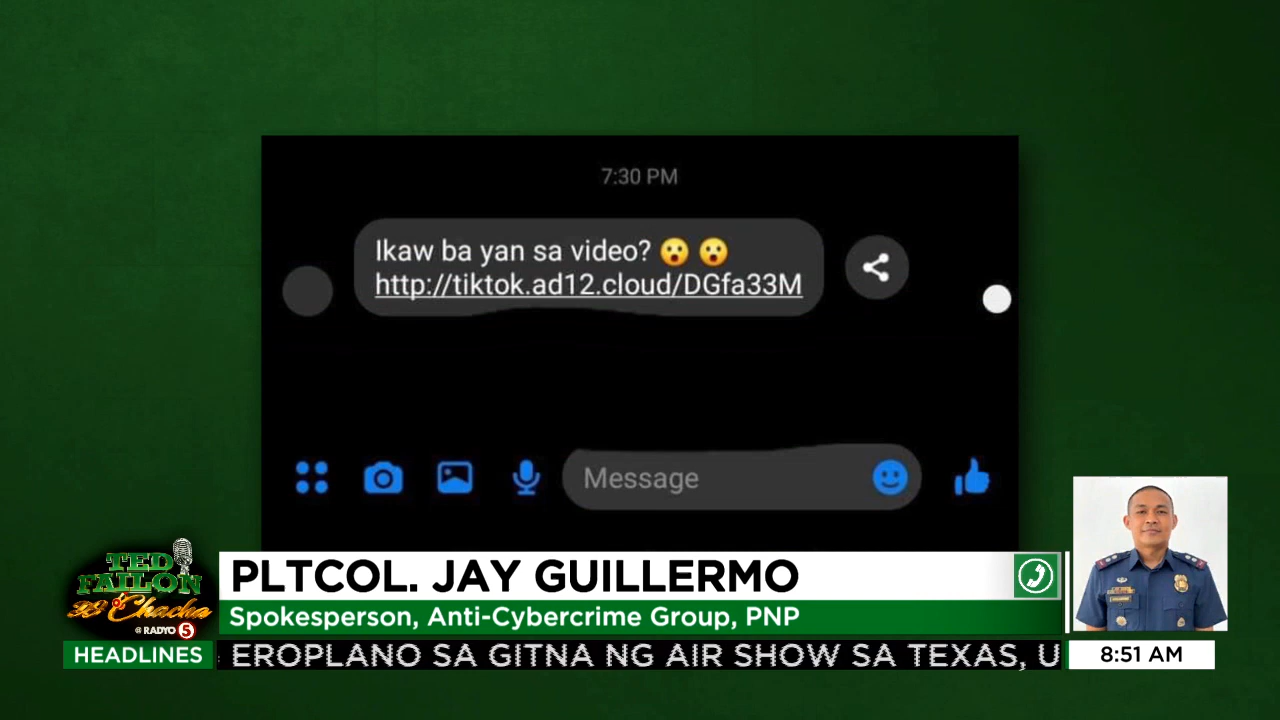 7:30 PM
Ikaw ba yan sa video? 😮 😮
http://tiktok.ad12.cloud/DGfa33M
Message
TED
FAILON
DJ Chacha
@ RADYO 5
PLTCOL. JAY GUILLERMO
Spokesperson, Anti-Cybercrime Group, PNP
HEADLINES
EROPLANO SA GITNA NG AIR SHOW SA TEXAS, U
8:51 AM